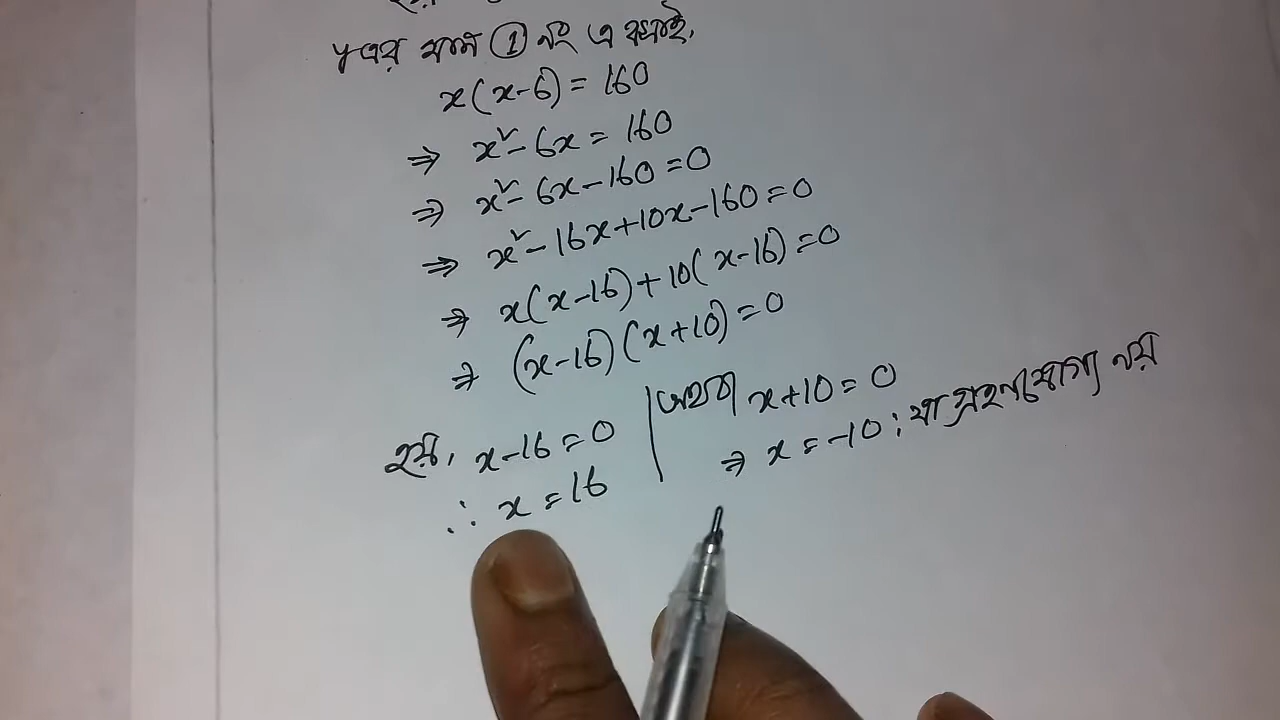 y এর মান ① নং এ বসাই,
x(x-6) = 160
⇒ x² - 6x = 160
⇒ x² - 6x - 160 = 0
⇒ x² - 16x + 10x - 160 = 0
⇒ x(x-16) + 10(x-16) = 0
⇒ (x-16)(x+10) = 0
হয়, x-16 = 0 | অথবা x+10 = 0
∴ x = 16 | ⇒ x = -10; যা গ্রহণযোগ্য নয়